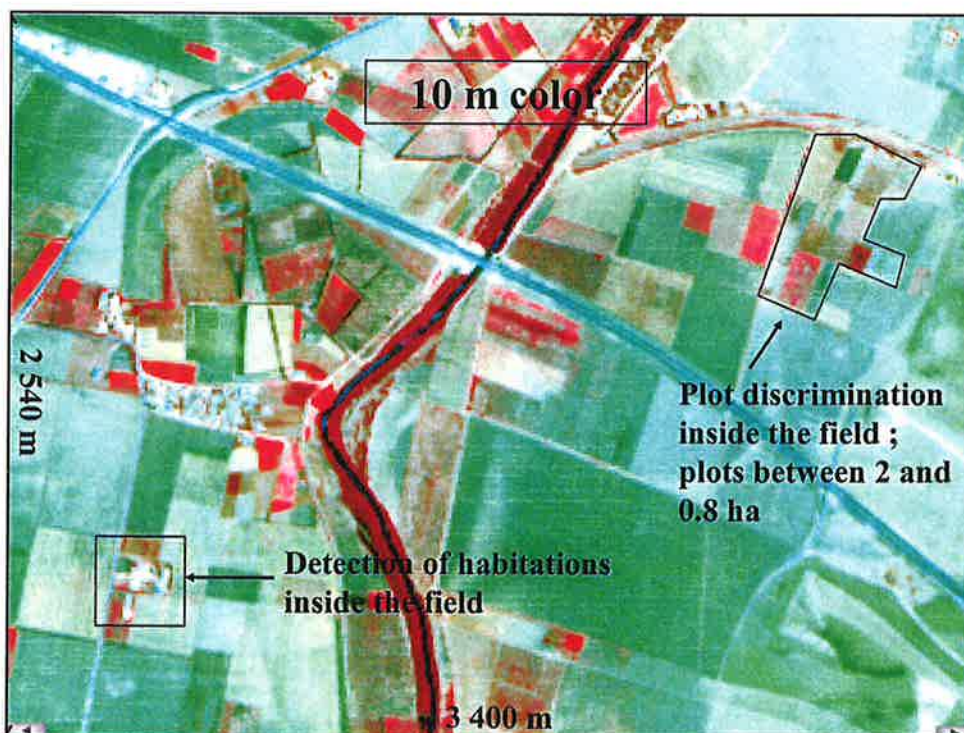 10 m color
2 540 m
Plot discrimination
inside the field ;
plots between 2 and
0.8 ha
Detection of habitations
inside the field
3 400 m